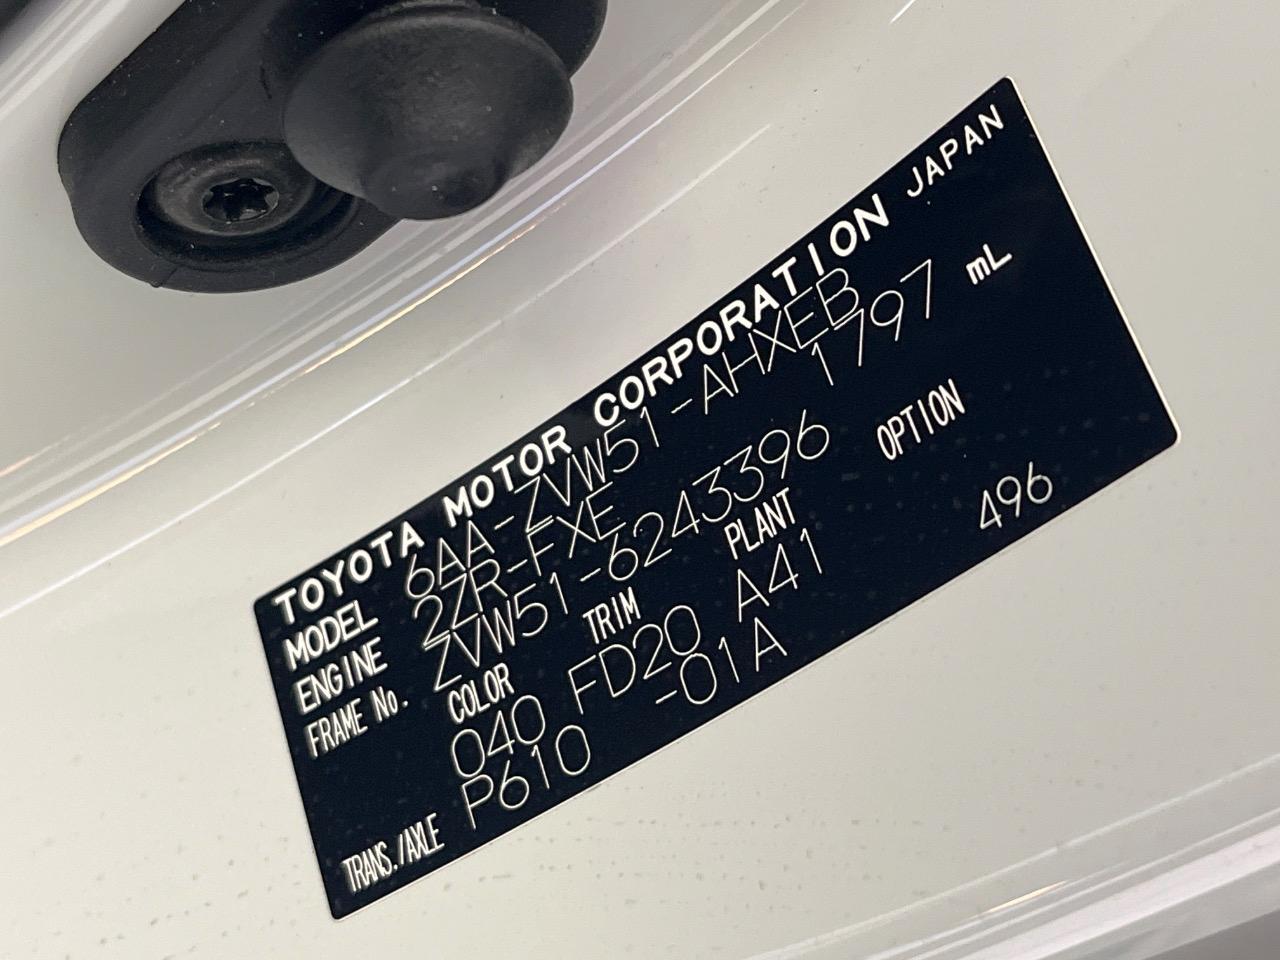 TOYOTA MOTOR CORPORATION JAPAN
MODEL 6AA-ZVW51-AHXEB
ENGINE 2ZR-FXE 1797 mL
FRAME No. ZVW51-6243396
COLOR TRIM PLANT OPTION
040 FD20 A41 496
TRANS./AXLE P610 -01A